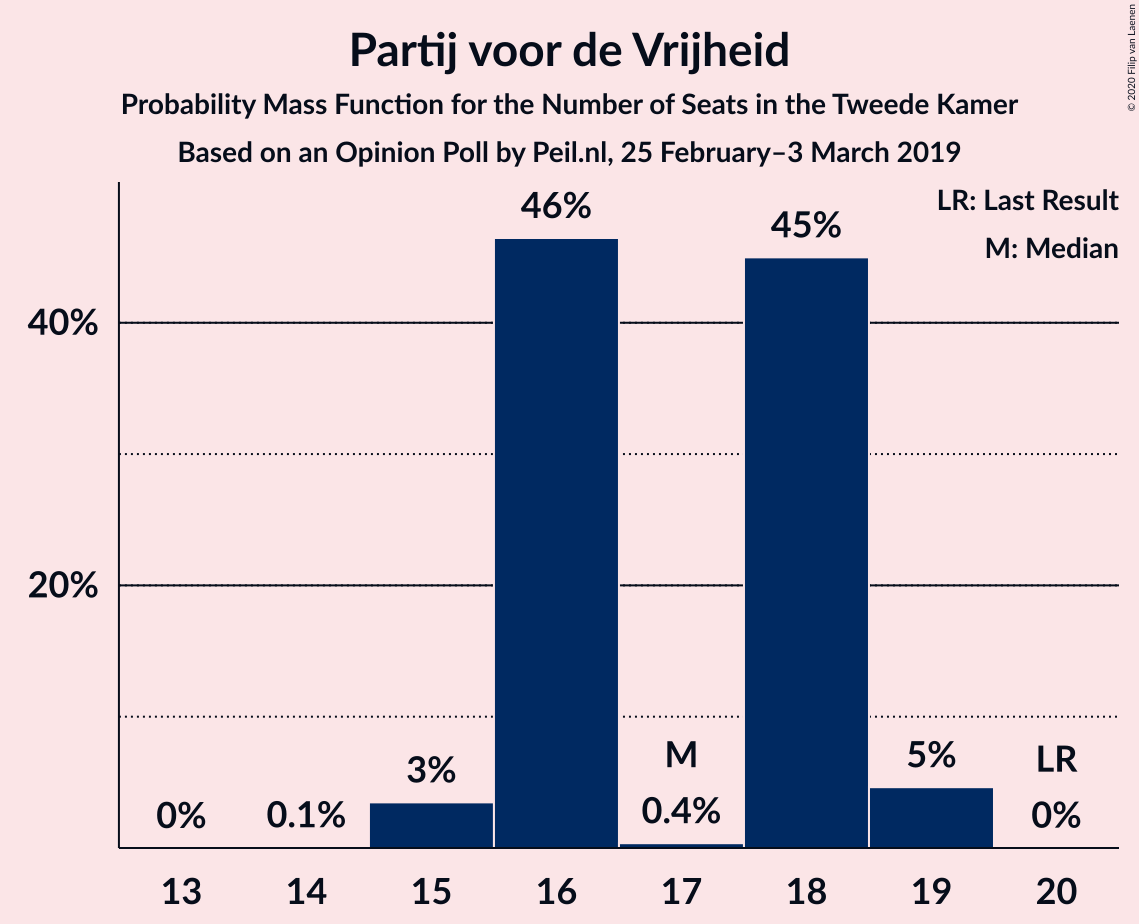 Partij voor de Vrijheid
Probability Mass Function for the Number of Seats in the Tweede Kamer
Based on an Opinion Poll by Peil.nl, 25 February–3 March 2019
© 2020 Filip van Laenen
LR: Last Result
M: Median
40%
20%
0%
0.1%
3%
46%
M
0.4%
45%
5%
LR
0%
13 14 15 16 17 18 19 20